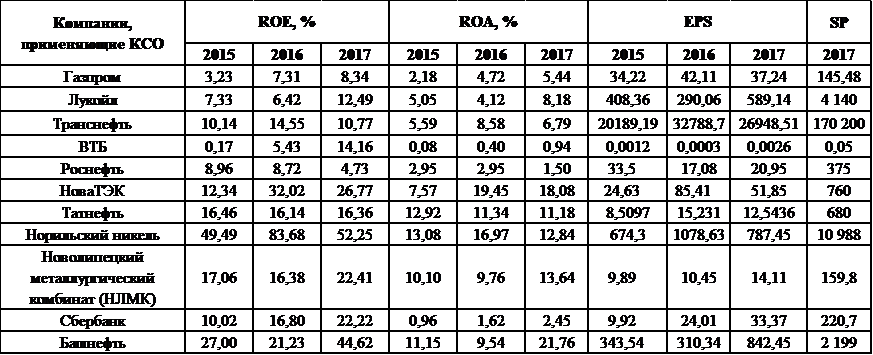 Компании, применяющие КСО ROE, % ROA, % EPS SP
2015 2016 2017 2015 2016 2017 2015 2016 2017 2017
Газпром 3,23 7,31 8,34 2,18 4,72 5,44 34,22 42,11 37,24 145,48
Лукойл 7,33 6,42 12,49 5,05 4,12 8,18 408,36 290,06 589,14 4 140
Транснефть 10,14 14,55 10,77 5,59 8,58 6,79 20189,19 32788,7 26948,51 170 200
ВТБ 0,17 5,43 14,16 0,08 0,40 0,94 0,0012 0,0003 0,0026 0,05
Роснефть 8,96 8,72 4,73 2,95 2,95 1,50 33,5 17,08 20,95 375
НоваТЭК 12,34 32,02 26,77 7,57 19,45 18,08 24,63 85,41 51,85 760
Татнефть 16,46 16,14 16,36 12,92 11,34 11,18 8,5097 15,231 12,5436 680
Норильский никель 49,49 83,68 52,25 13,08 16,97 12,84 674,3 1078,63 787,45 10 988
Новолипецкий
металлургический
комбинат (НЛМК) 17,06 16,38 22,41 10,10 9,76 13,64 9,89 10,45 14,11 159,8
Сбербанк 10,02 16,80 22,22 0,96 1,62 2,45 9,92 24,01 33,37 220,7
Башнефть 27,00 21,23 44,62 11,15 9,54 21,76 343,54 310,34 842,45 2 199